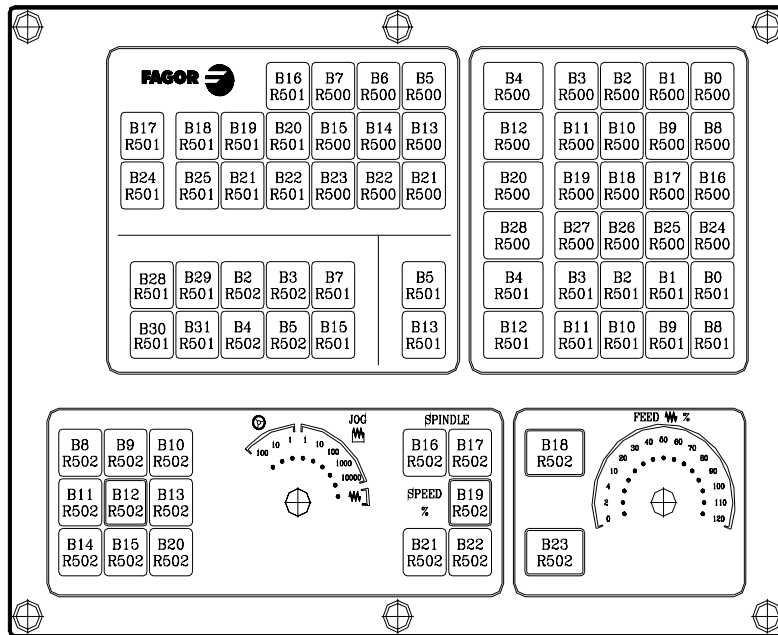 FAGOR
B16 B7 B6 B5 B4 B3 B2 B1 B0
R501 R500 R500 R500 R500 R500 R500 R500 R500
B17 B18 B19 B20 B15 B14 B13 B12 B11 B10 B9 B8
R501 R501 R501 R501 R500 R500 R500 R500 R500 R500 R500 R500
B24 B25 B21 B22 B23 B22 B21 B20 B19 B18 B17 B16
R501 R501 R501 R501 R500 R500 R500 R500 R500 R500 R500 R500
B28 B27 B26 B25 B24
R500 R500 R500 R500 R500
B28 B29 B2 B3 B7 B5 B4 B3 B2 B1 B0
R501 R501 R502 R502 R501 R501 R501 R501 R501 R501 R501
B30 B31 B4 B5 B15 B13 B12 B11 B10 B9 B8
R501 R501 R502 R502 R501 R501 R501 R501 R501 R501 R501
JOG SPINDLE FEED %
B8 B9 B10
R502 R502 R502
B11 B12 B13
R502 R502 R502
B14 B15 B20
R502 R502 R502
100 10 1 1 10 100 1000 10000
B16 B17
R502 R502
SPEED
%
B19
R502
B21 B22
R502 R502
B18
R502
B23
R502
0 2 4 10 20 30 40 50 60 70 80 90 100 110 120